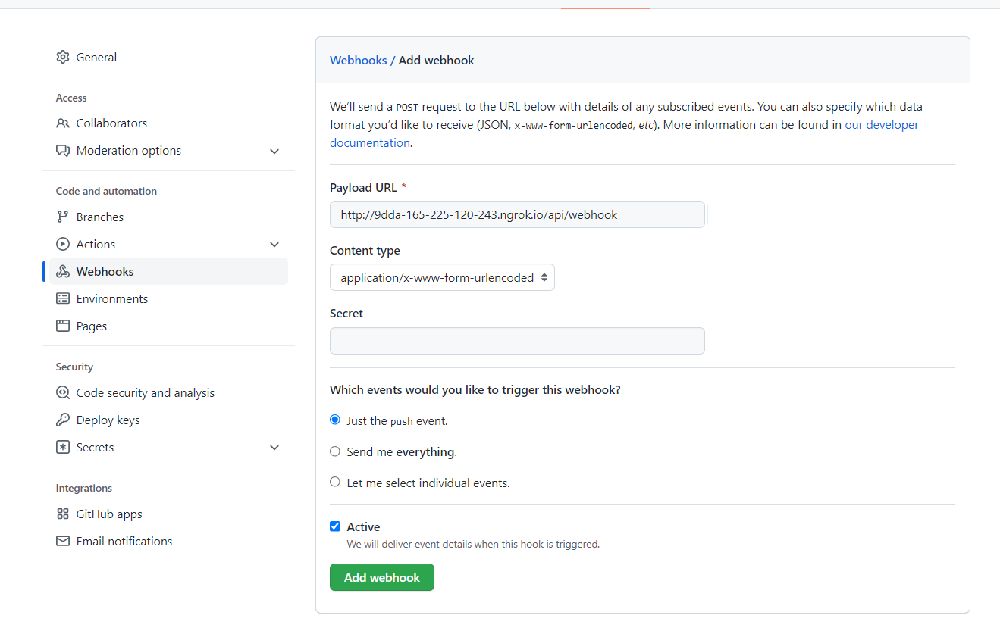 General
Access
Collaborators
Moderation options
Code and automation
Branches
Actions
Webhooks
Environments
Pages
Security
Code security and analysis
Deploy keys
Secrets
Integrations
GitHub apps
Email notifications
Webhooks / Add webhook
We’ll send a POST request to the URL below with details of any subscribed events. You can also specify which data
format you’d like to receive (JSON, x-www-form-urlencoded, etc). More information can be found in our developer
documentation.
Payload URL *
http://9dda-165-225-120-243.ngrok.io/api/webhook
Content type
application/x-www-form-urlencoded
Secret
Which events would you like to trigger this webhook?
Just the push event.
Send me everything.
Let me select individual events.
Active
We will deliver event details when this hook is triggered.
Add webhook